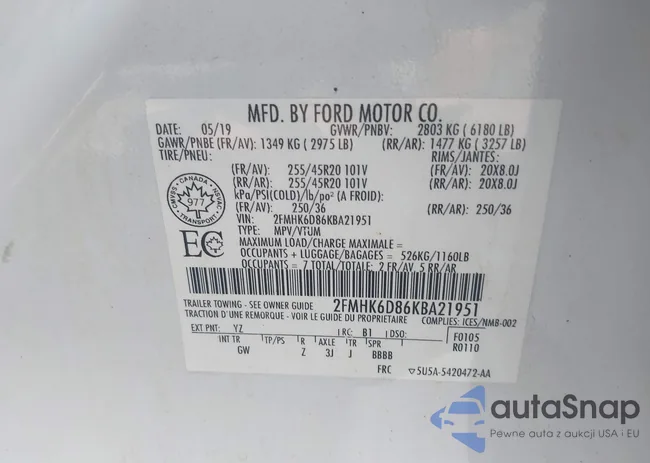 MFD. BY FORD MOTOR CO.
DATE: 05/19 GVWR/PNBV: 2803 KG ( 6180 LB)
GAWR/PNBE (FR/AV): 1349 KG ( 2975 LB) (RR/AR): 1477 KG ( 3257 LB)
TIRE/PNEU: RIMS/JANTES:
(FR/AV): 255/45R20 101V (FR/AV): 20X8.0J
(RR/AR): 255/45R20 101V (RR/AR): 20X8.0J
kPa/PSI(COLD)/lb/po² (A FROID):
(FR/AV): 250/36 (RR/AR): 250/36
VIN: 2FMHK6D86KBA21951
TYPE: MPV/VTUM
MAXIMUM LOAD/CHARGE MAXIMALE =
OCCUPANTS + LUGGAGE/BAGAGES = 526KG/1160LB
OCCUPANTS = 7 TOTAL/TOTALE: 2 FR/AV, 5 RR/AR
CANADA
CMVSS NSVAC
977
TRANSPORT
EC
TRAILER TOWING - SEE OWNER GUIDE 2FMHK6D86KBA21951
TRACTION D'UNE REMORQUE - VOIR LE GUIDE DU PROPRIETAIRE COMPLIES: ICES/NMB-002
EXT PNT: YZ RC: B1 DSO: F0105
INT TR TP/PS R AXLE TR SPR R0110
GW Z 3J J BBBB
FRC 5U5A-5420472-AA
autaSnap
Pewne auta z aukcji USA i EU